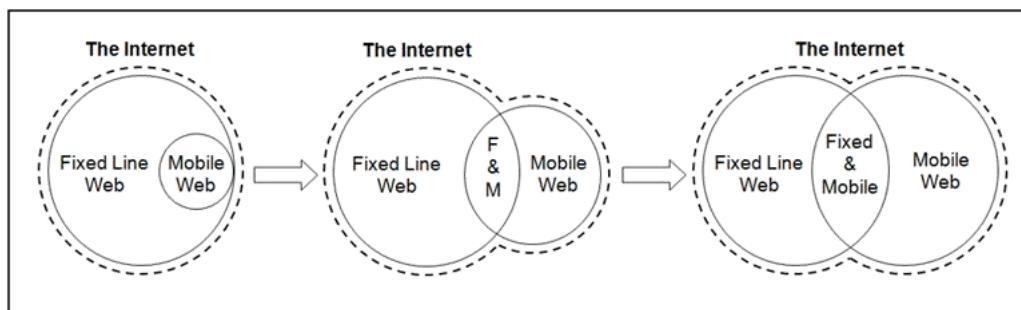 The Internet
Fixed Line
Web
Mobile
Web
The Internet
Fixed Line
Web
F
&
M
Mobile
Web
The Internet
Fixed Line
Web
Fixed
&
Mobile
Mobile
Web